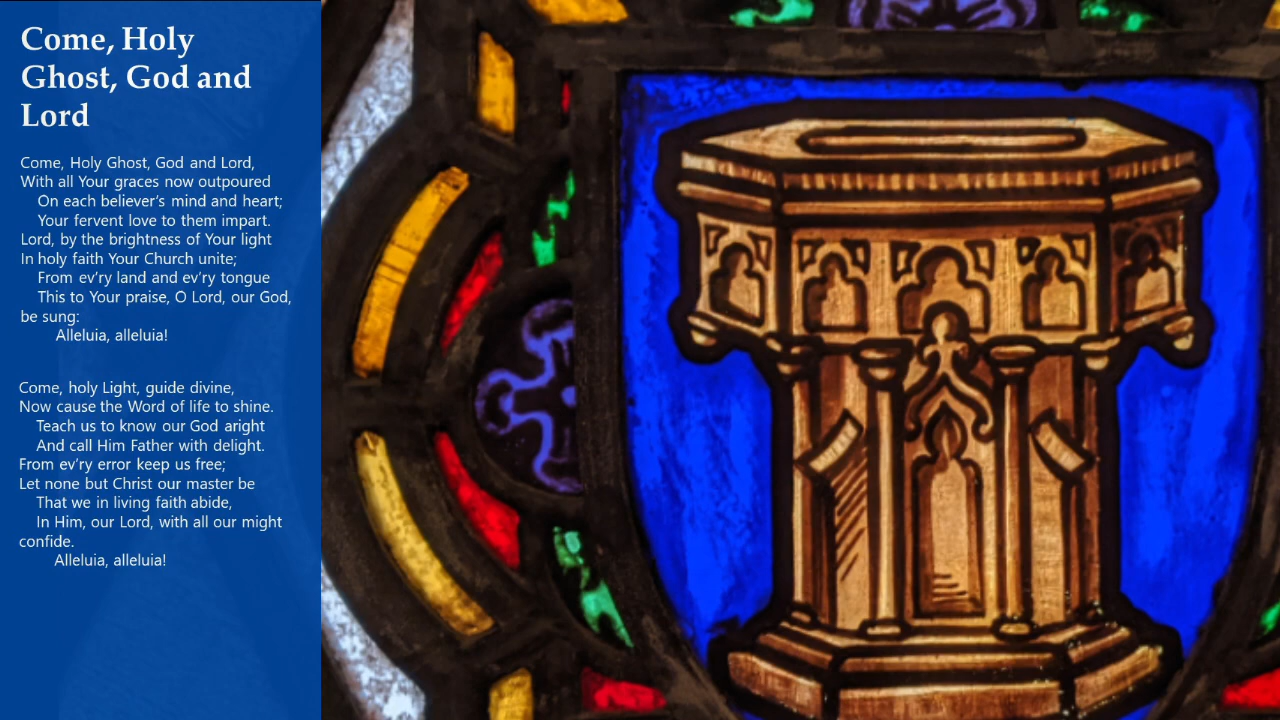 Come, Holy
Ghost, God and
Lord
Come, Holy Ghost, God and Lord,
With all Your graces now outpoured
On each believer’s mind and heart;
Your fervent love to them impart.
Lord, by the brightness of Your light
In holy faith Your Church unite;
From ev’ry land and ev’ry tongue
This to Your praise, O Lord, our God,
be sung:
Alleluia, alleluia!
Come, holy Light, guide divine,
Now cause the Word of life to shine.
Teach us to know our God aright
And call Him Father with delight.
From ev’ry error keep us free;
Let none but Christ our master be
That we in living faith abide,
In Him, our Lord, with all our might
confide.
Alleluia, alleluia!